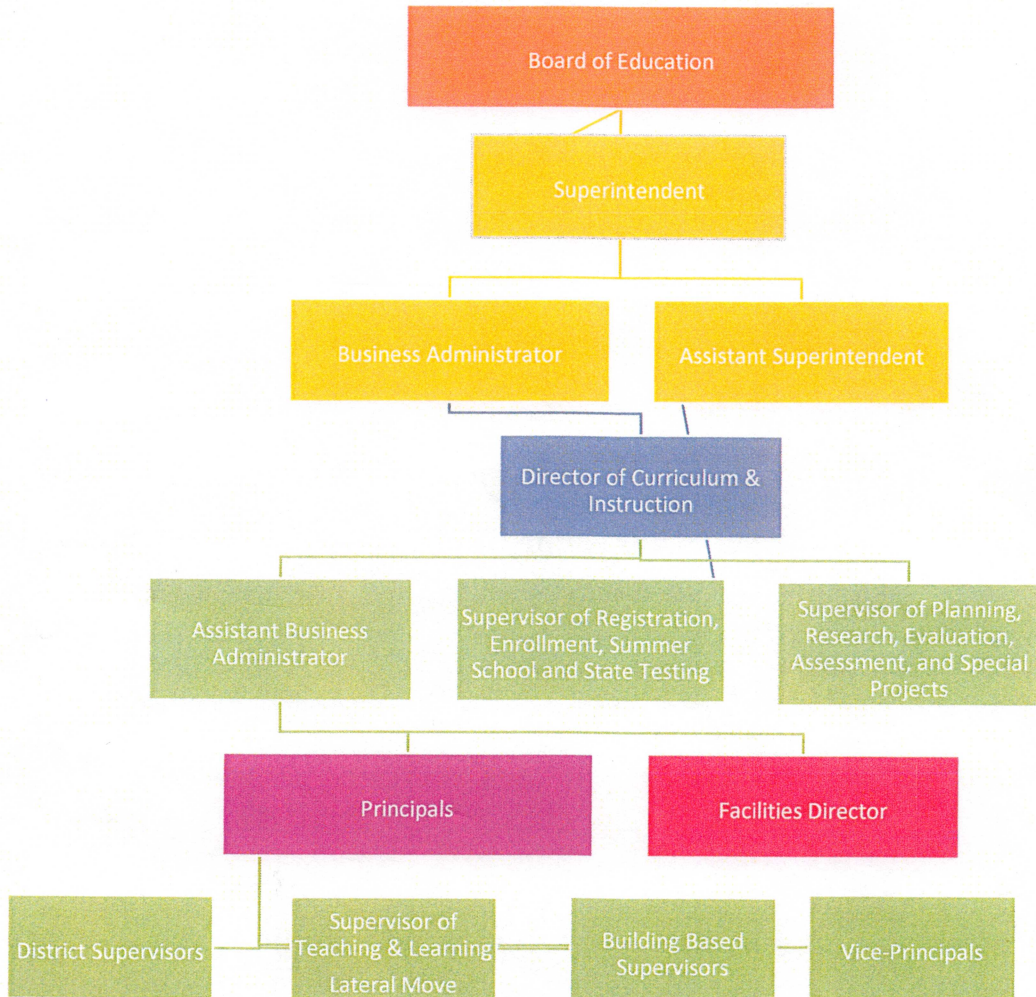 Board of Education
Superintendent
Business Administrator
Assistant Superintendent
Director of Curriculum &
Instruction
Assistant Business
Administrator
Supervisor of Registration,
Enrollment, Summer
School and State Testing
Supervisor of Planning,
Research, Evaluation,
Assessment, and Special
Projects
Principals
Facilities Director
District Supervisors
Supervisor of
Teaching & Learning
Lateral Move
Building Based
Supervisors
Vice-Principals